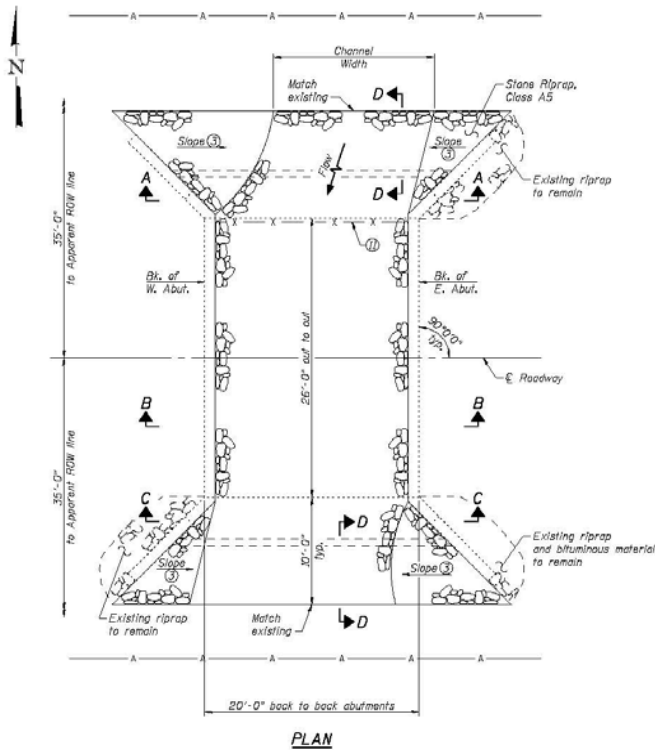 A A A A A A
N
Channel
Width
Match
existing
D
Stone Riprap,
Class A5
Slope ③
Flow
Slope
③
A
D
A
Existing riprap
to remain
35'-0"
to Apparent ROW line
X X X X
⑪
Bk. of
W. Abut.
Bk. of
E. Abut.
26'-0" out to out
90°0'0"
typ.
℄ Roadway
B
B
35'-0"
to Apparent ROW line
C
C
D
10'-0"
typ.
Slope
③
Slope ③
Existing riprap
and bituminous material
to remain
Existing riprap
to remain
Match
existing
D
A A A A A A
20'-0" back to back abutments
PLAN